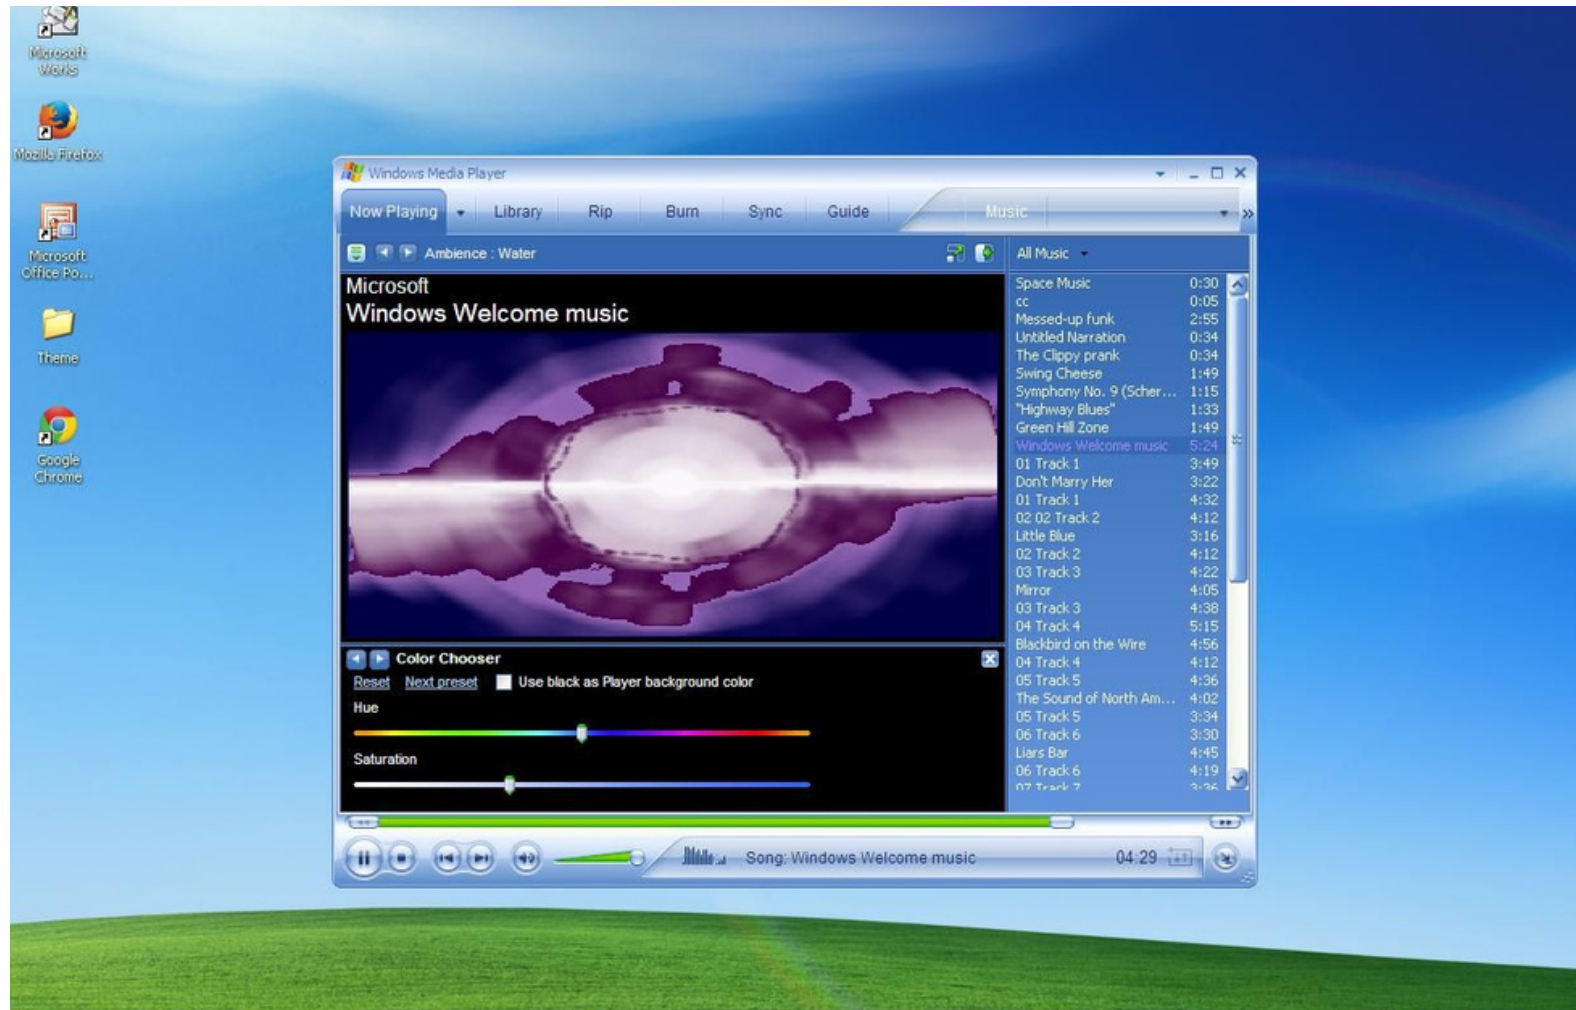 Microsoft
Works
Mozilla Firefox
Microsoft
Office Po...
Theme
Google
Chrome
Windows Media Player
Now Playing Library Rip Burn Sync Guide Music
Ambience : Water
All Music
Microsoft
Windows Welcome music
Space Music 0:30
cc 0:05
Messed-up funk 2:55
Untitled Narration 0:34
The Clippy prank 0:34
Swing Cheese 1:49
Symphony No. 9 (Scher... 1:15
"Highway Blues" 1:33
Green Hill Zone 1:49
Windows Welcome music 5:24
01 Track 1 3:49
Don't Marry Her 3:22
01 Track 1 4:32
02 02 Track 2 4:12
Little Blue 3:16
02 Track 2 4:12
03 Track 3 4:22
Mirror 4:05
03 Track 3 4:38
04 Track 4 5:15
Blackbird on the Wire 4:56
04 Track 4 4:12
05 Track 5 4:36
The Sound of North Am... 4:02
05 Track 5 3:34
06 Track 6 3:30
Liars Bar 4:45
06 Track 6 4:19
07 Track 7 3:36
Color Chooser
Reset Next preset Use black as Player background color
Hue
Saturation
Song: Windows Welcome music 04:29